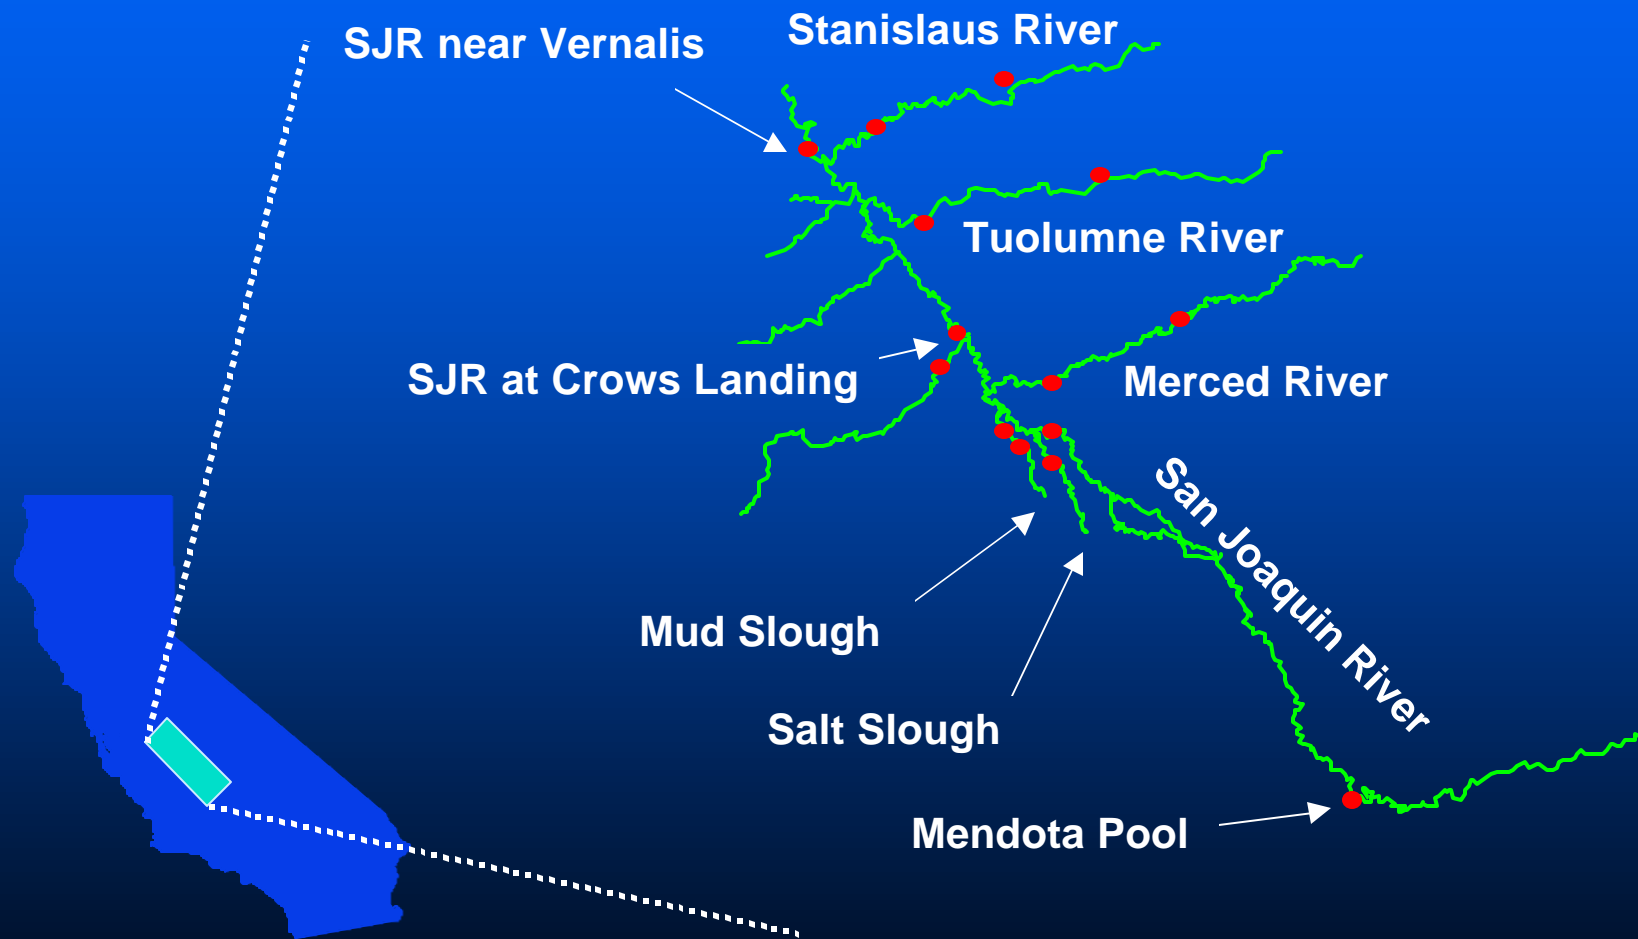 SJR near Vernalis
Stanislaus River
Tuolumne River
SJR at Crows Landing
Merced River
San Joaquin River
Mud Slough
Salt Slough
Mendota Pool